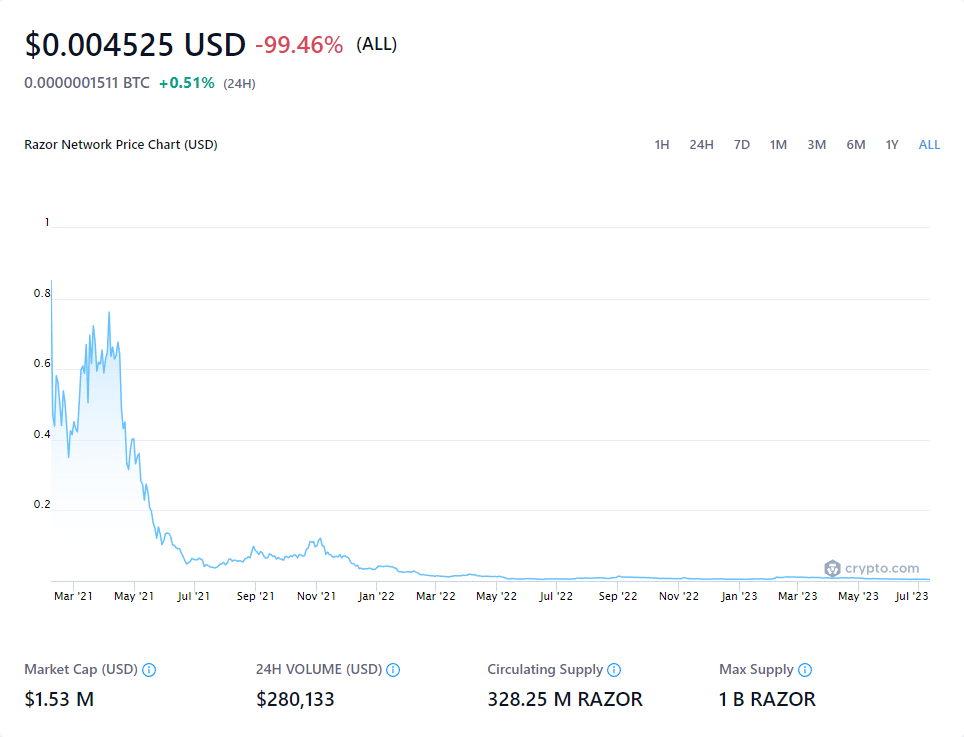 $0.004525 USD -99.46% (ALL)
0.0000001511 BTC +0.51% (24H)
Razor Network Price Chart (USD) 1H 24H 7D 1M 3M 6M 1Y ALL
1
0.8
0.6
0.4
0.2
crypto.com
Mar '21 May '21 Jul '21 Sep '21 Nov '21 Jan '22 Mar '22 May '22 Jul '22 Sep '22 Nov '22 Jan '23 Mar '23 May '23 Jul '23
Market Cap (USD) 24H VOLUME (USD) Circulating Supply Max Supply
$1.53 M $280,133 328.25 M RAZOR 1 B RAZOR